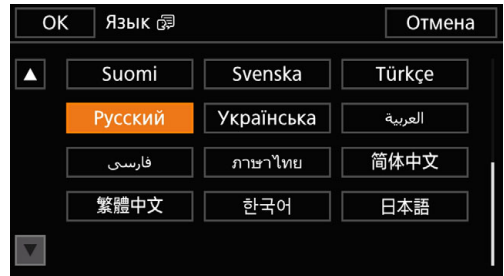 OK Язык Отмена
Suomi Svenska Türkçe
Русский Українська العربية
فارسی ภาษาไทย 简体中文
繁體中文 한국어 日本語